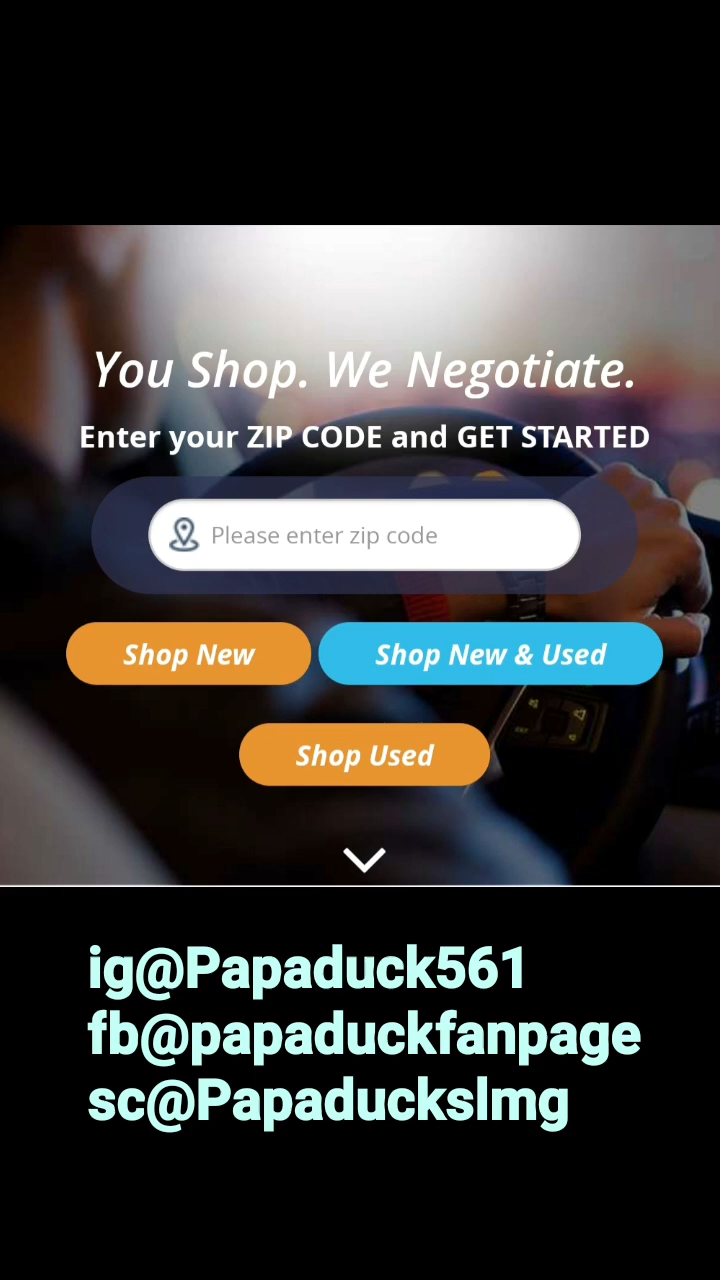 You Shop. We Negotiate.
Enter your ZIP CODE and GET STARTED
Please enter zip code
Shop New
Shop New & Used
Shop Used
ig@Papaduck561
fb@papaduckfanpage
sc@Papaduckslmg